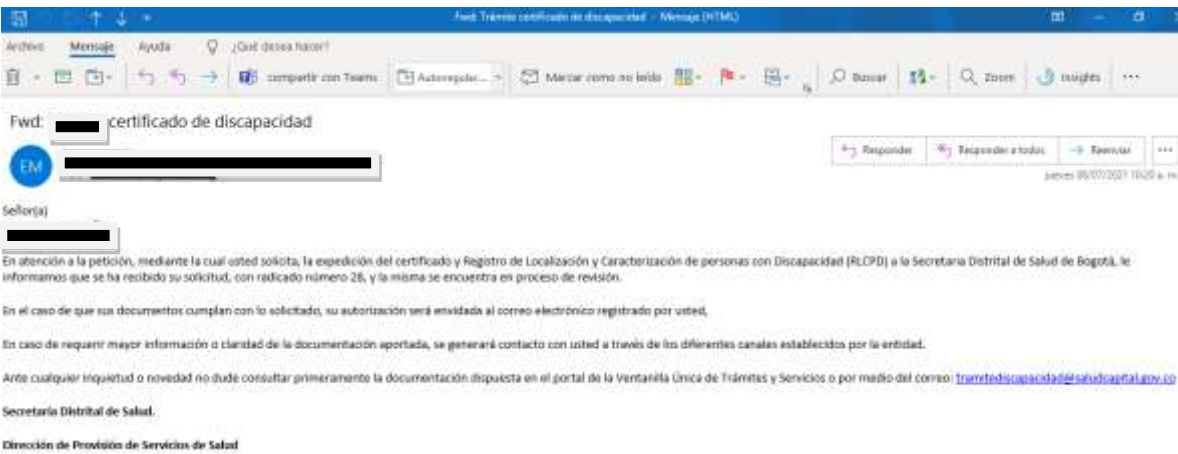 Fwd: Trámite certificado de discapacidad - Mensaje (HTML)
Archivo Mensaje Ayuda ¿Qué desea hacer?
compartir con Teams Autoregular... Marcar como no leído Buscar Zoom Insights ...
Fwd: certificado de discapacidad
EM
Responder Responder a todos Reenviar ...
jueves
Señor(a)
En atención a la petición, mediante la cual usted solicita, la expedición del certificado y Registro de Localización y Caracterización de personas con Discapacidad (RLCPD) a la Secretaria Distrital de Salud de Bogotá, le
informamos que se ha recibido su solicitud, con radicado número 28, y la misma se encuentra en proceso de revisión.
En el caso de que sus documentos cumplan con lo solicitado, su autorización será envidada al correo electrónico registrado por usted,
En caso de requerir mayor información o claridad de la documentación aportada, se generará contacto con usted a través de los diferentes canales establecidos por la entidad.
Ante cualquier inquietud o novedad no dude consultar primeramente la documentación dispuesta en el portal de la Ventanilla Única de Trámites y Servicios o por medio del correo: tramitediscapacidad@saludcapital.gov.co
Secretaría Distrital de Salud.
Dirección de Provisión de Servicios de Salud